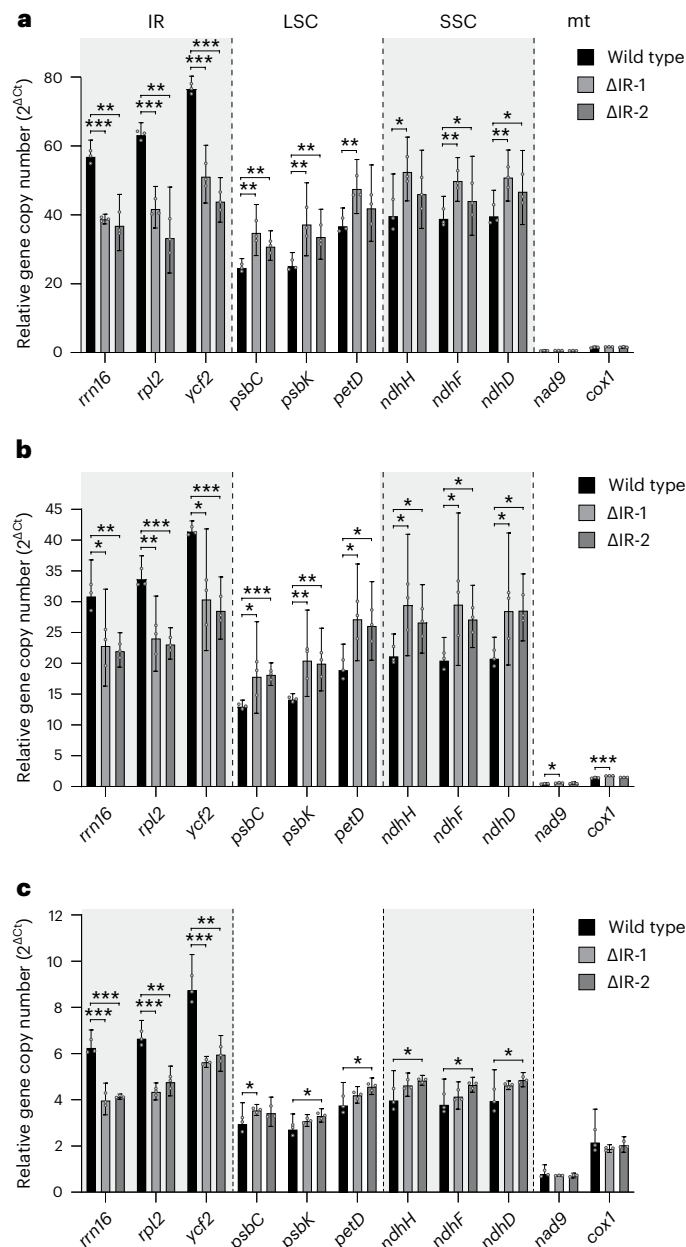 a
IR LSC SSC mt
Relative gene copy number (2^ΔCt)
80
60
40
20
0
*** ** *** ** *** *** ** ** ** ** ** * ** * ** *
Wild type
ΔIR-1
ΔIR-2
rrn16 rpl2 ycf2 psbC psbK petD ndhH ndhF ndhD nad9 cox1
b
Relative gene copy number (2^ΔCt)
45
40
35
30
25
20
15
10
5
0
* ** ** *** * *** * *** ** ** * * * * * * * * * ***
Wild type
ΔIR-1
ΔIR-2
rrn16 rpl2 ycf2 psbC psbK petD ndhH ndhF ndhD nad9 cox1
c
Relative gene copy number (2^ΔCt)
12
10
8
6
4
2
0
*** *** *** ** *** ** * * * * * *
Wild type
ΔIR-1
ΔIR-2
rrn16 rpl2 ycf2 psbC psbK petD ndhH ndhF ndhD nad9 cox1